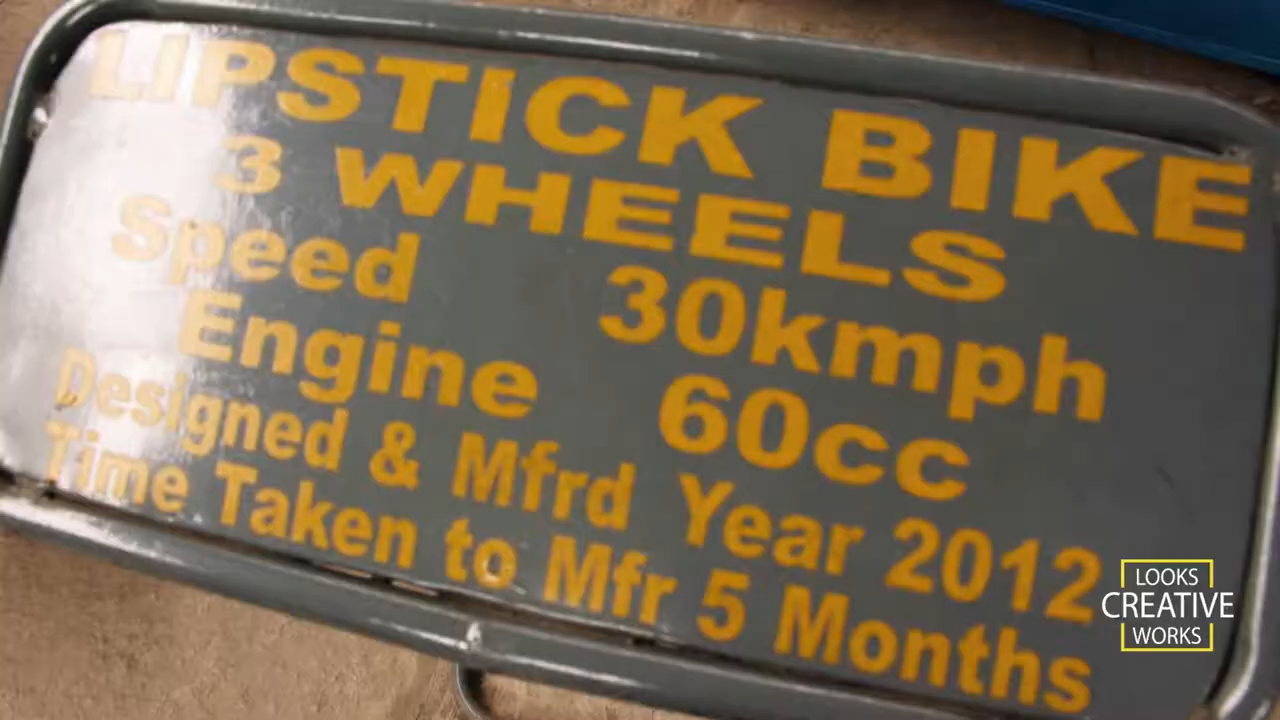 LIPSTICK BIKE
3 WHEELS
Speed 30kmph
Engine 60cc
Designed & Mfrd Year 2012
Time Taken to Mfr 5 Months
LOOKS
CREATIVE
WORKS